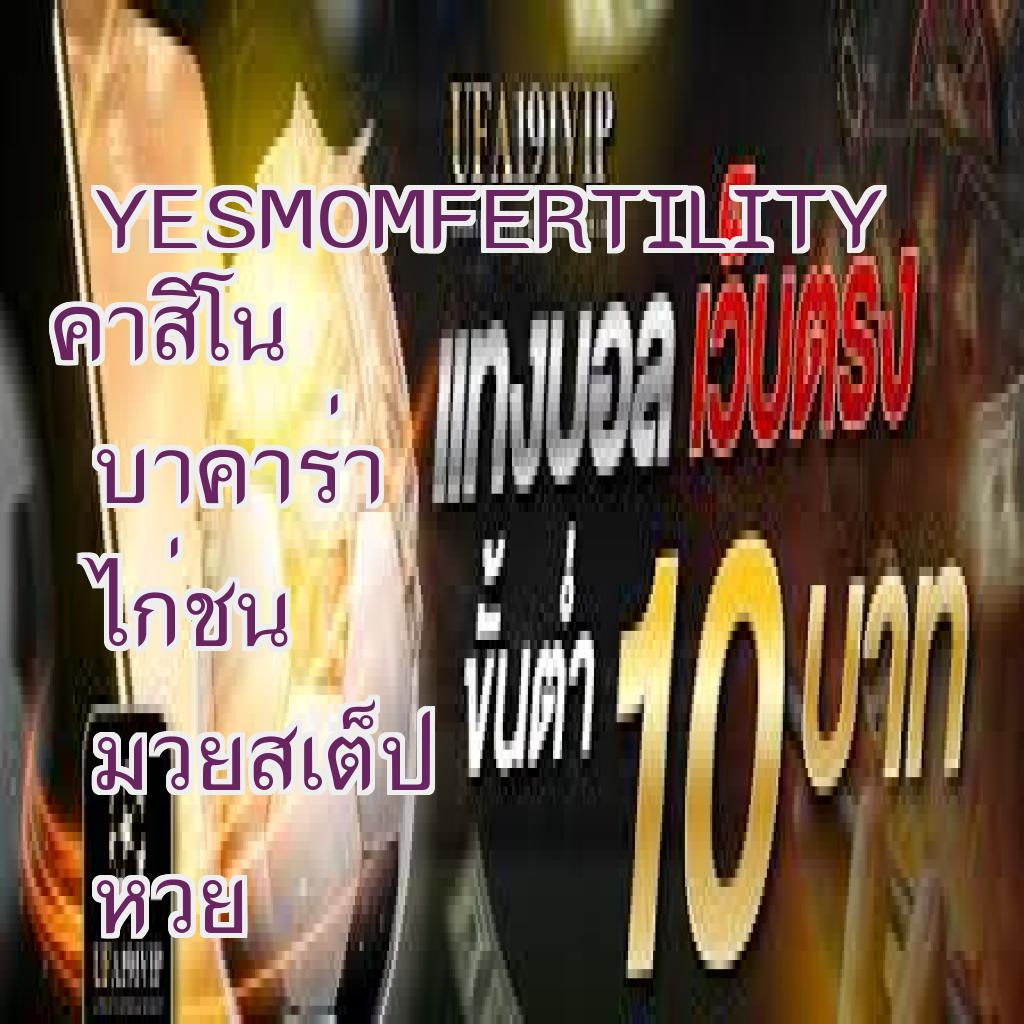 UFA191VIP
YESMOMFERTILITY
คาสิโน
บาคาร่า
ไก่ชน
มวยสเต็ป
หวย
แทงบอล เว็บตรง
ขั้นต่ำ 10 บาท